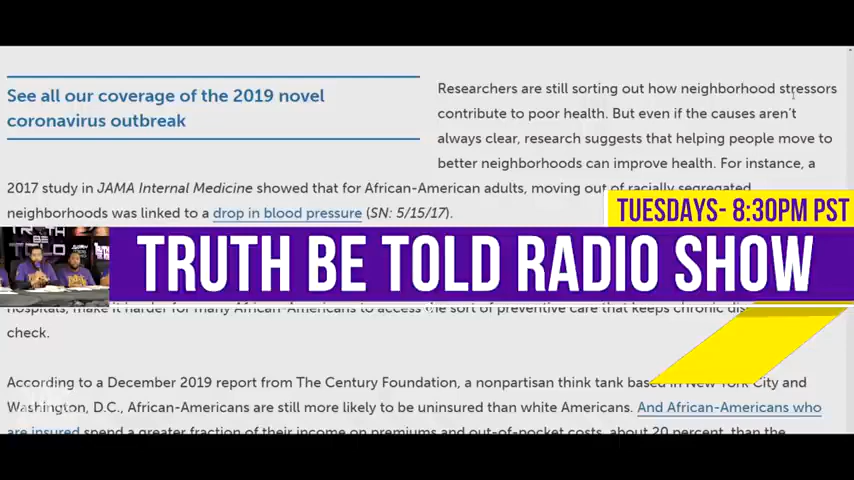 See all our coverage of the 2019 novel
coronavirus outbreak
Researchers are still sorting out how neighborhood stressors
contribute to poor health. But even if the causes aren't
always clear, research suggests that helping people move to
better neighborhoods can improve health. For instance, a
2017 study in JAMA Internal Medicine showed that for African-American adults, moving out of racially segregated
neighborhoods was linked to a drop in blood pressure (SN: 5/15/17).
TUESDAYS- 8:30PM PST
TRUTH BE TOLD RADIO SHOW
hospitals, make it harder for many African-Americans to access the sort of preventive care that keeps chronic
check.
According to a December 2019 report from The Century Foundation, a nonpartisan think tank based in New York City and
Washington, D.C., African-Americans are still more likely to be uninsured than white Americans. And African-Americans who
are insured spend a greater fraction of their income on premiums and out-of-pocket costs, about 20 percent, than the